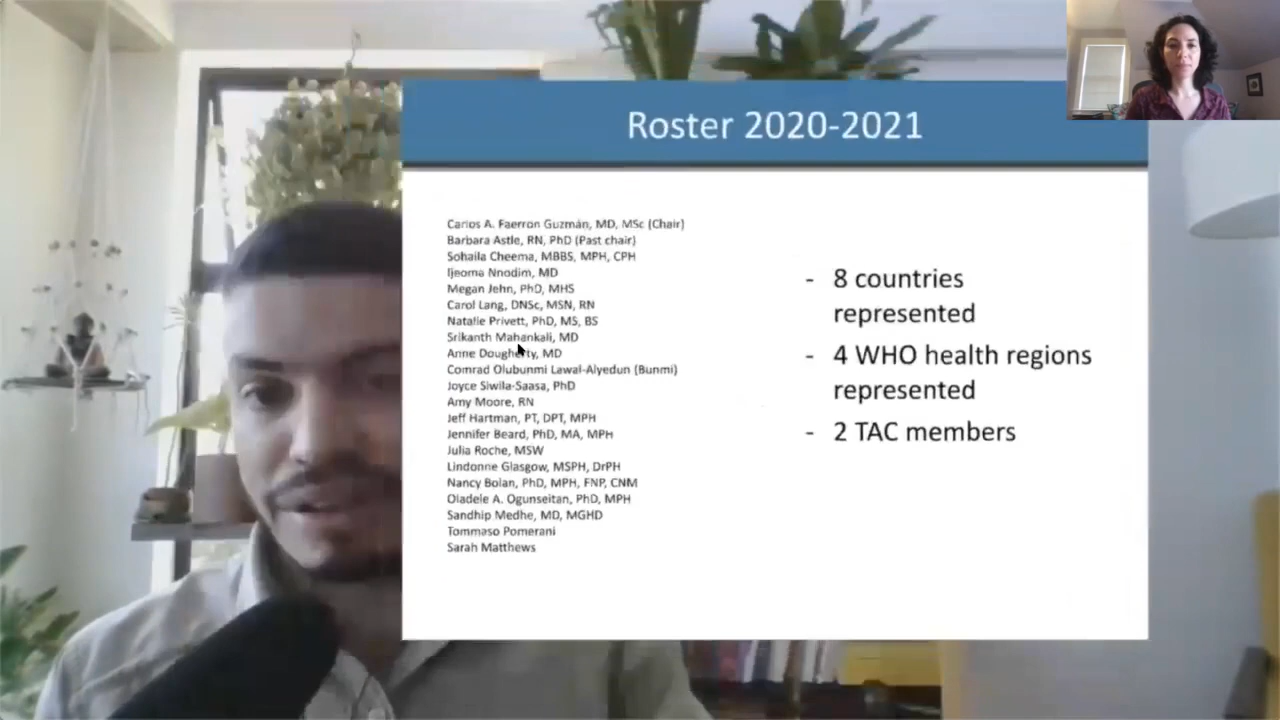 Roster 2020-2021
Carlos A. Faerron Guzmán, MD, MSc (Chair)
Barbara Astle, RN, PhD (Past chair)
Sohaila Cheema, MBBS, MPH, CPH
Ijeoma Nnodim, MD
Megan Jehn, PhD, MHS
Carol Lang, DNSc, MSN, RN
Natalie Privett, PhD, MS, BS
Srikanth Mahankali, MD
Anne Dougherty, MD
Comrad Olubunmi Lawal-Aiyedun (Bunmi)
Joyce Siwila-Saasa, PhD
Amy Moore, RN
Jeff Hartman, PT, DPT, MPH
Jennifer Beard, PhD, MA, MPH
Julia Roche, MSW
Lindonne Glasgow, MSPH, DrPH
Nancy Bolan, PhD, MPH, FNP, CNM
Oladele A. Ogunseitan, PhD, MPH
Sandhip Medhe, MD, MGHD
Tommaso Pomerani
Sarah Matthews
- 8 countries
represented
- 4 WHO health regions
represented
- 2 TAC members